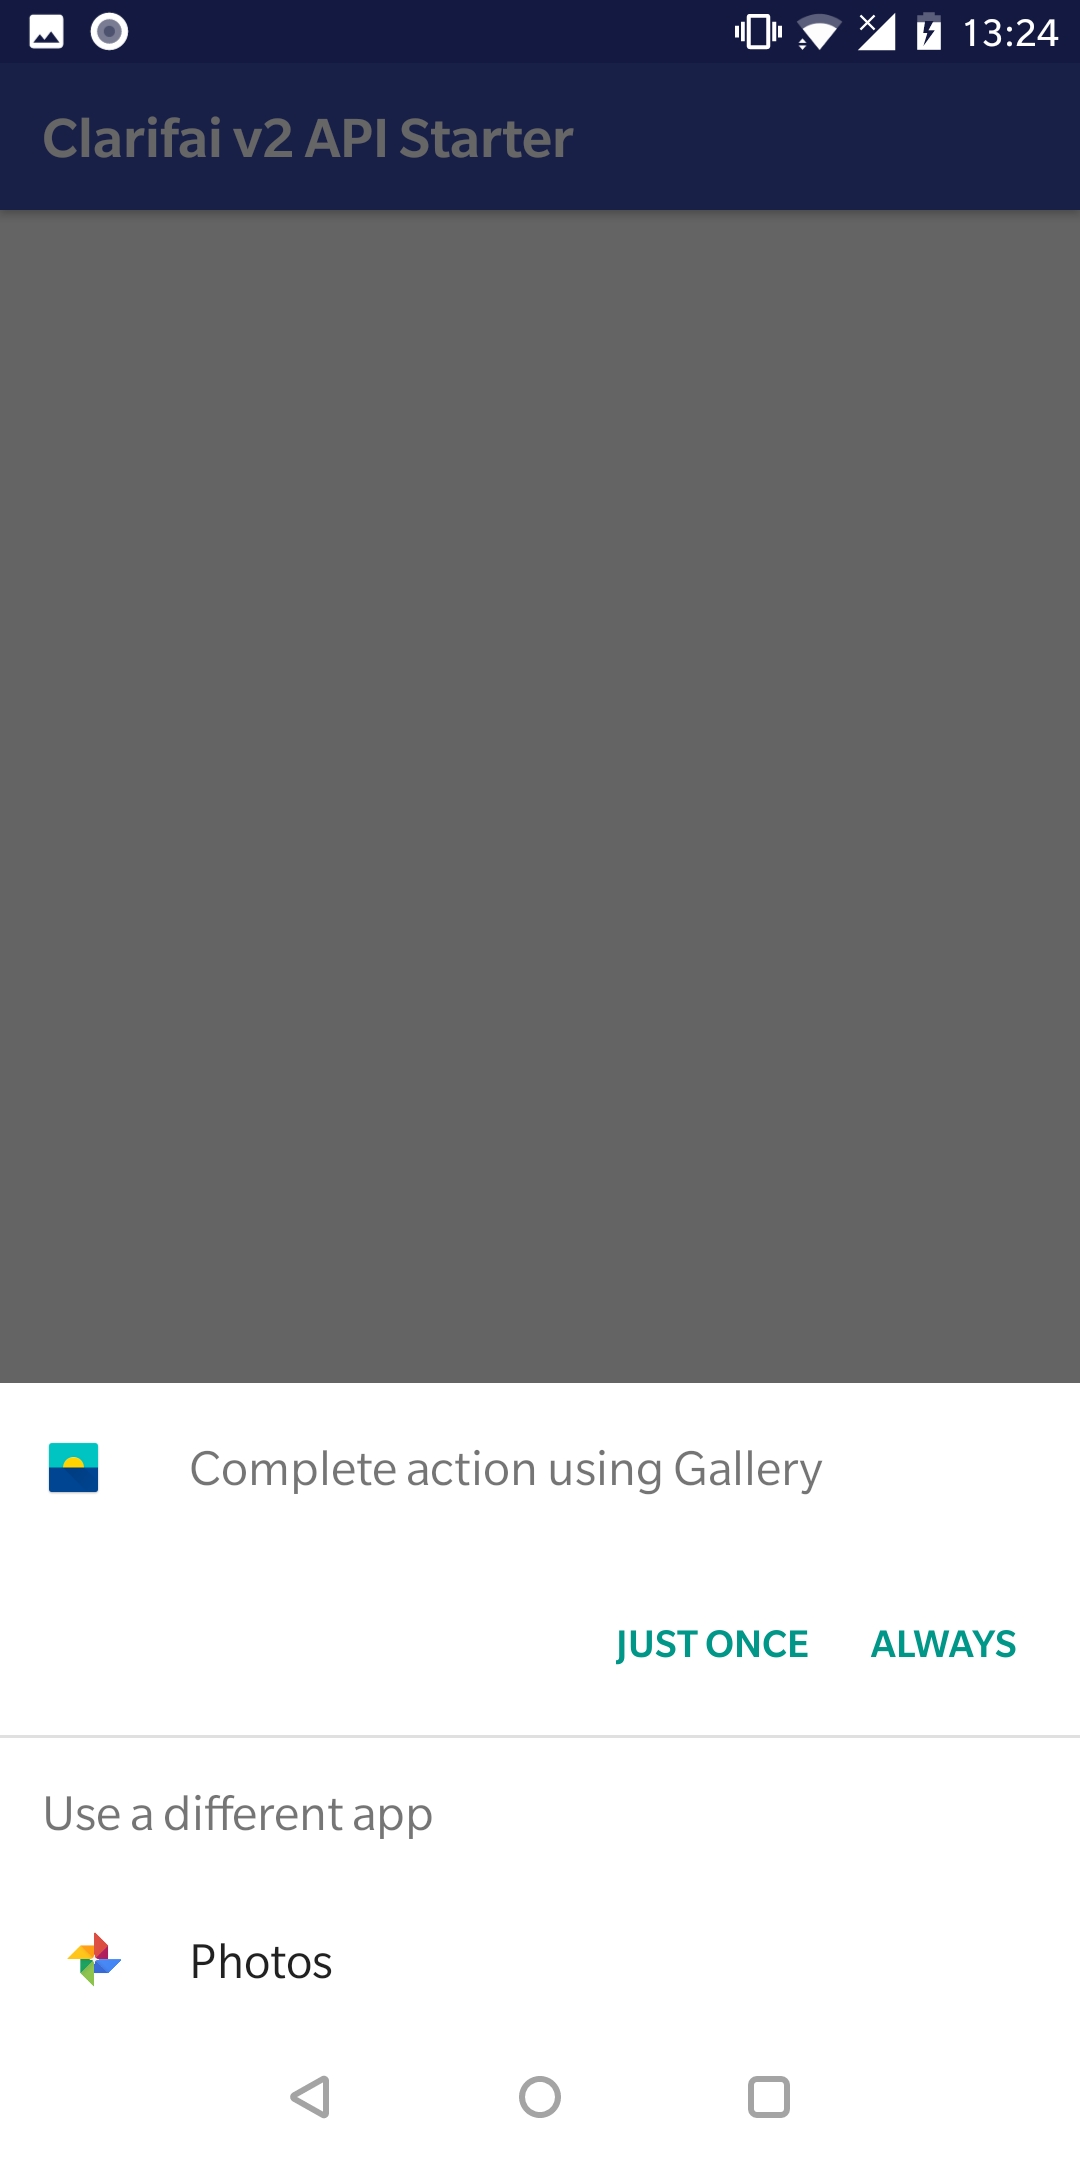 13:24
Clarifai v2 API Starter
Complete action using Gallery
JUST ONCE ALWAYS
Use a different app
Photos